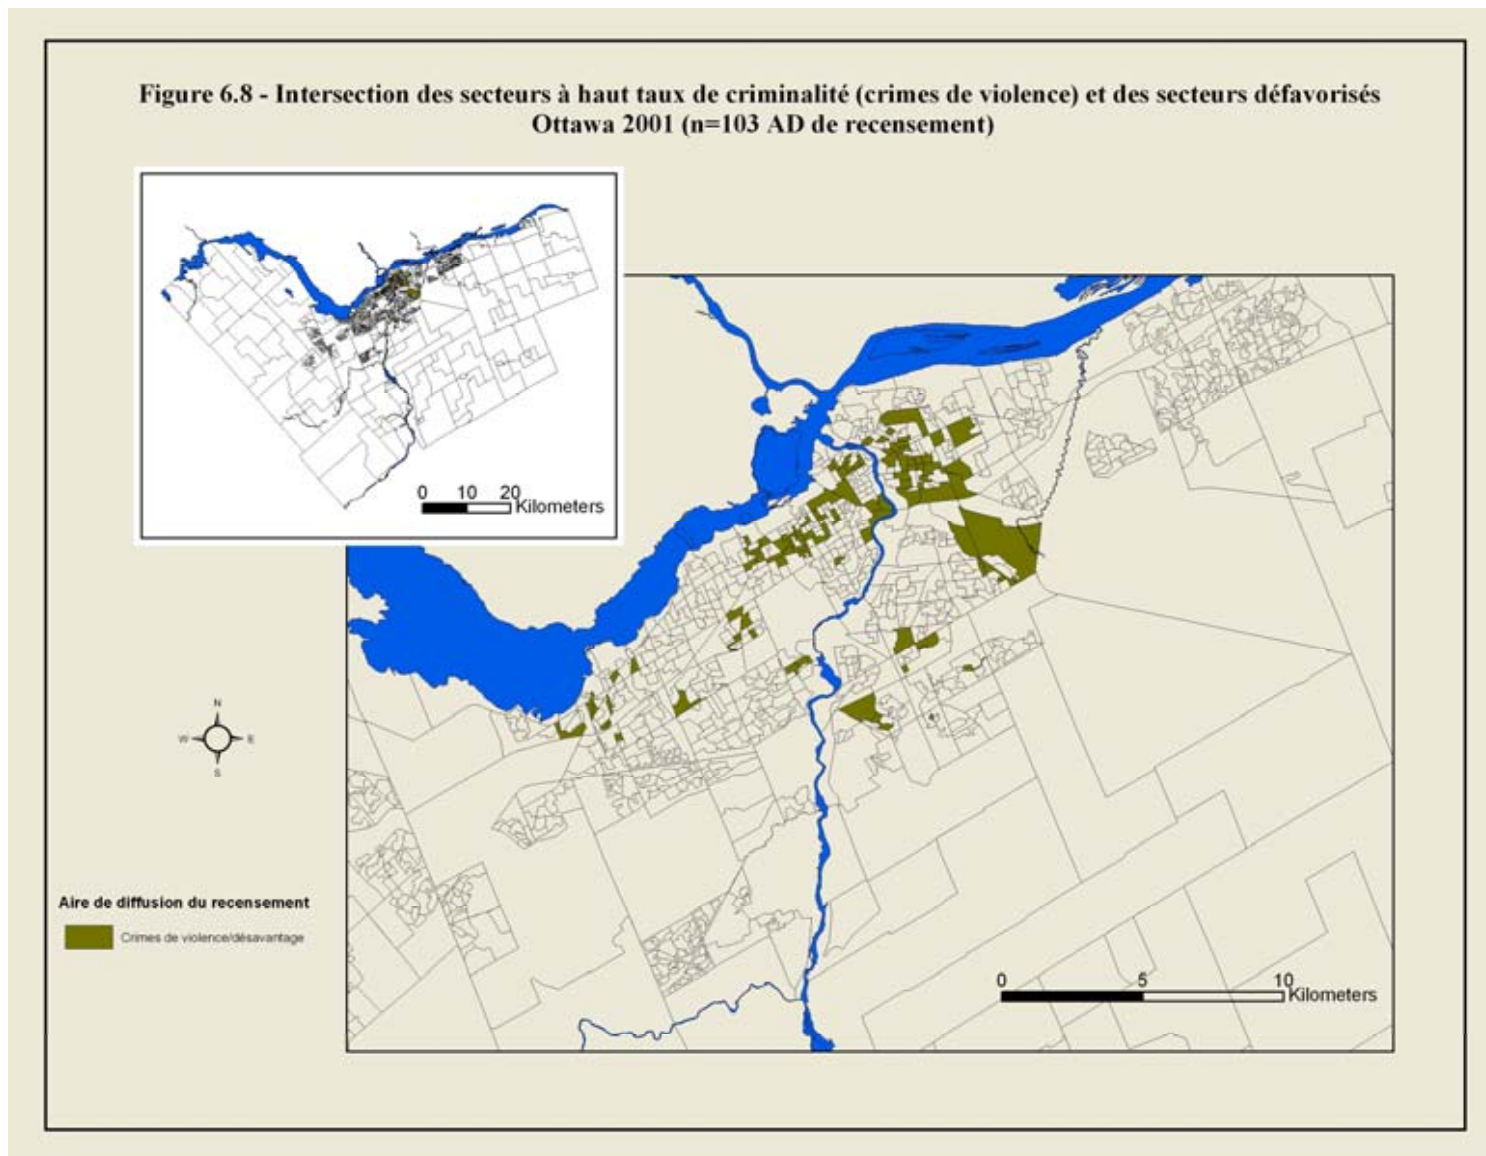 Figure 6.8 - Intersection des secteurs à haut taux de criminalité (crimes de violence) et des secteurs défavorisés
Ottawa 2001 (n=103 AD de recensement)
0 10 20
Kilometers
N
W E
S
Aire de diffusion du recensement
Crimes de violence/désavantage
0 5 10
Kilometers